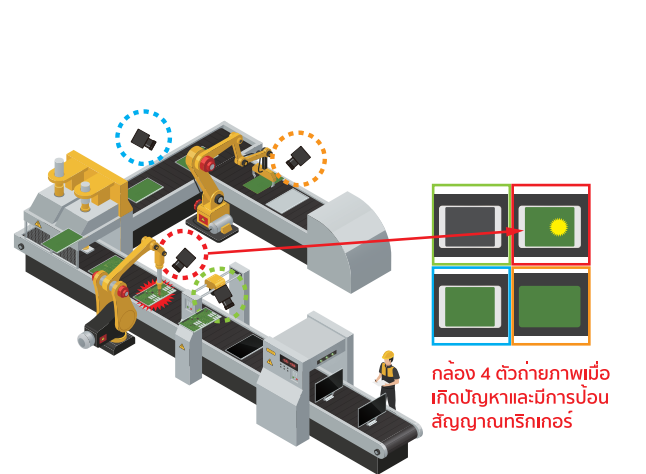 กล้อง 4 ตัวถ่ายภาพเมื่อ
เกิดปัญหาและมีการป้อน
สัญญาณทริกเกอร์